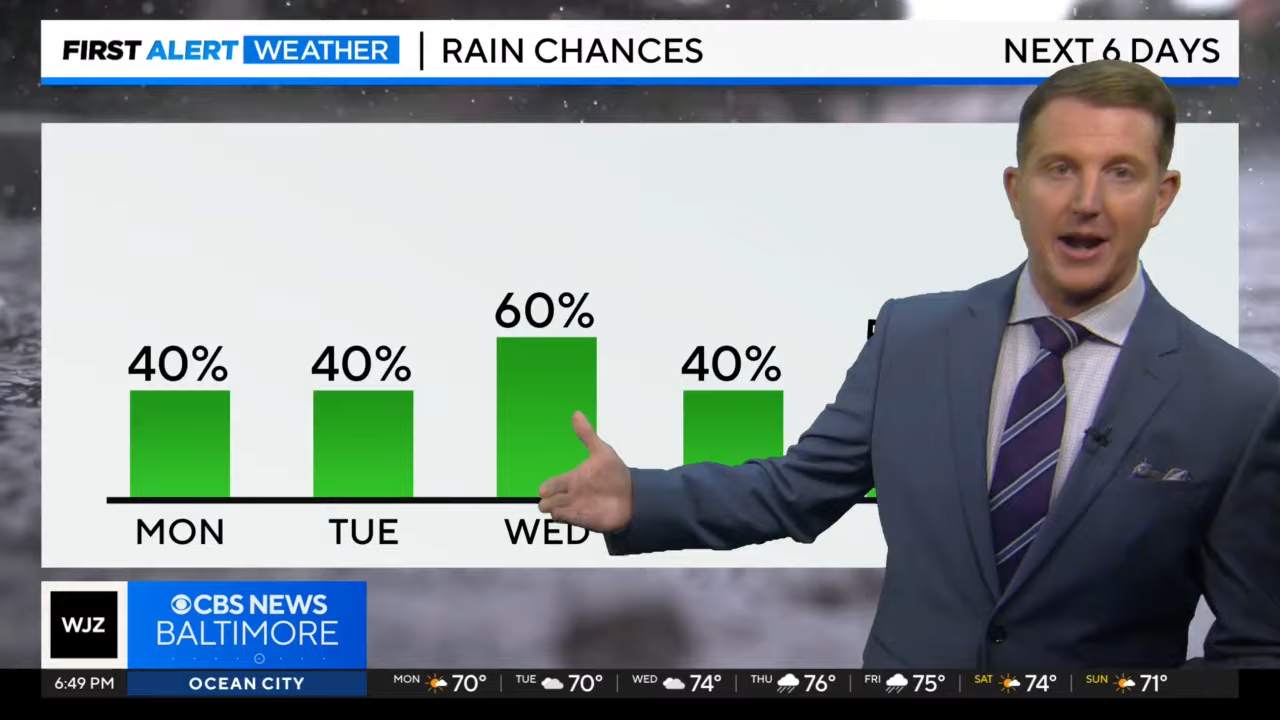 FIRST ALERT WEATHER | RAIN CHANCES
NEXT 6 DAYS
60%
40% 40% 40%
MON TUE WED
WJZ
CBS NEWS
BALTIMORE
6:49 PM OCEAN CITY MON 70° TUE 70° WED 74° THU 76° FRI 75° SAT 74° SUN 71°